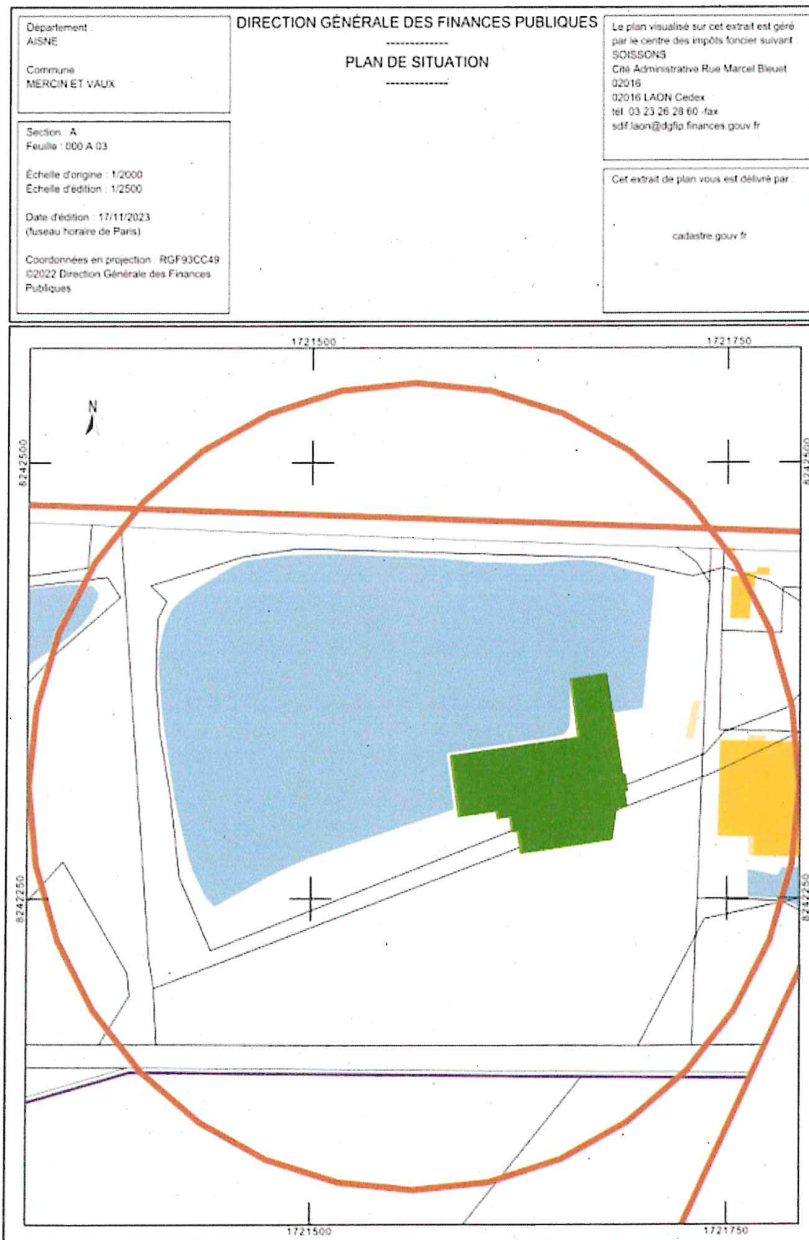 Département :
AISNE
Commune :
MERCIN ET VAUX
Section : A
Feuille : 000 A 03
Échelle d'origine : 1/2000
Échelle d'édition : 1/2500
Date d'édition : 17/11/2023
(fuseau horaire de Paris)
Coordonnées en projection : RGF93CC49
©2022 Direction Générale des Finances
Publiques
DIRECTION GÉNÉRALE DES FINANCES PUBLIQUES
-------------
PLAN DE SITUATION
-------------
Le plan visualisé sur cet extrait est géré
par le centre des impôts foncier suivant :
SOISSONS
Cité Administrative Rue Marcel Bleuet
02016
02016 LAON Cedex
tél. 03 23 26 28 60 -fax
sdif.laon@dgfip.finances.gouv.fr
Cet extrait de plan vous est délivré par :
cadastre.gouv.fr
1721500
1721750
N
8242500
8242500
8242250
8242250
1721500
1721750